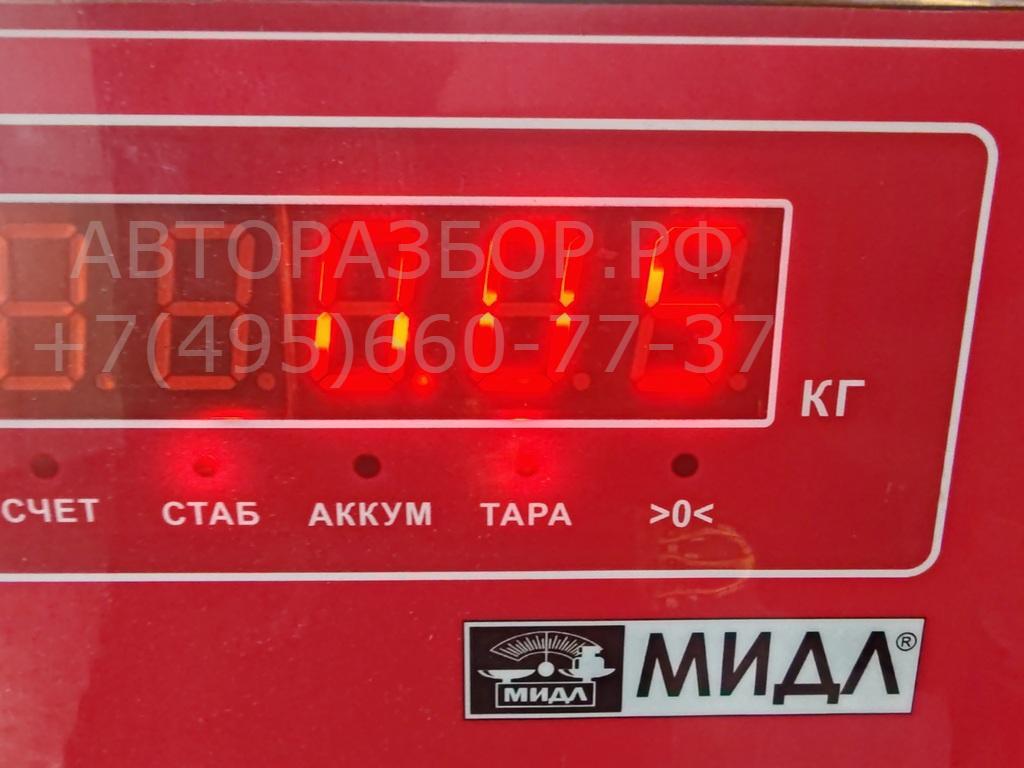 АВТОРАЗБОР.РФ
+7(495)660-77-37
КГ
СЧЕТ СТАБ АККУМ ТАРА >0<
МИДЛ МИДЛ®